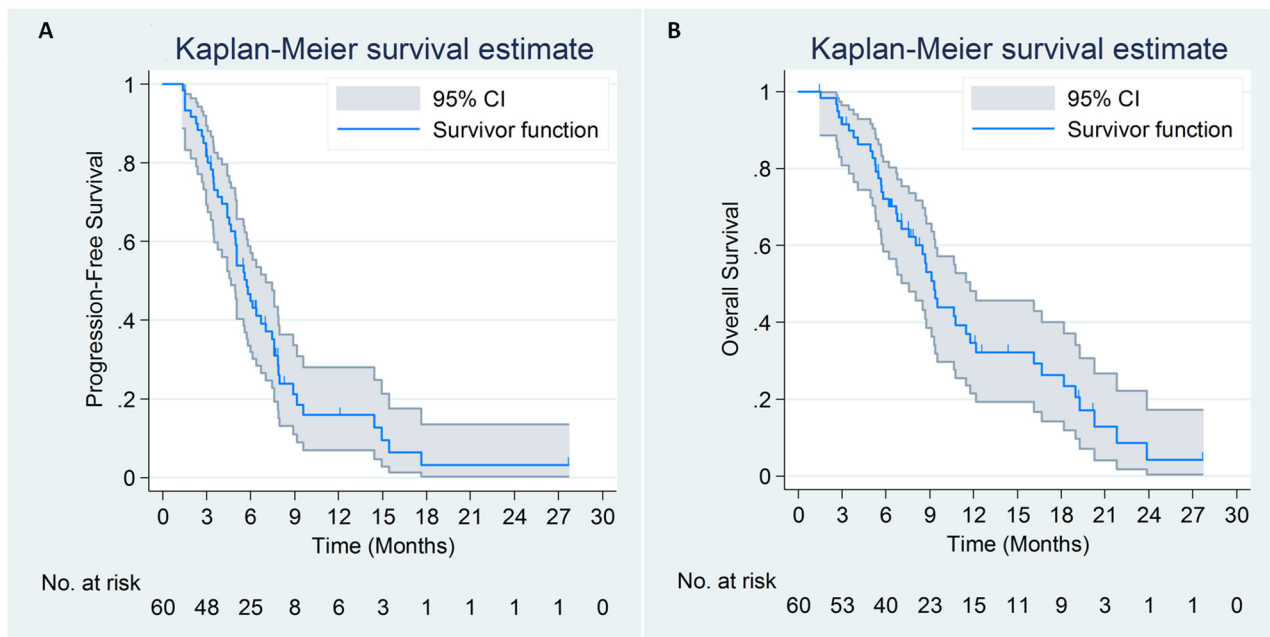 A
Kaplan-Meier survival estimate
95% CI
Survivor function
Progression-Free Survival
1
.8
.6
.4
.2
0
0 3 6 9 12 15 18 21 24 27 30
Time (Months)
No. at risk
60 48 25 8 6 3 1 1 1 1 0
B
Kaplan-Meier survival estimate
95% CI
Survivor function
Overall Survival
1
.8
.6
.4
.2
0
0 3 6 9 12 15 18 21 24 27 30
Time (Months)
No. at risk
60 53 40 23 15 11 9 3 1 1 0